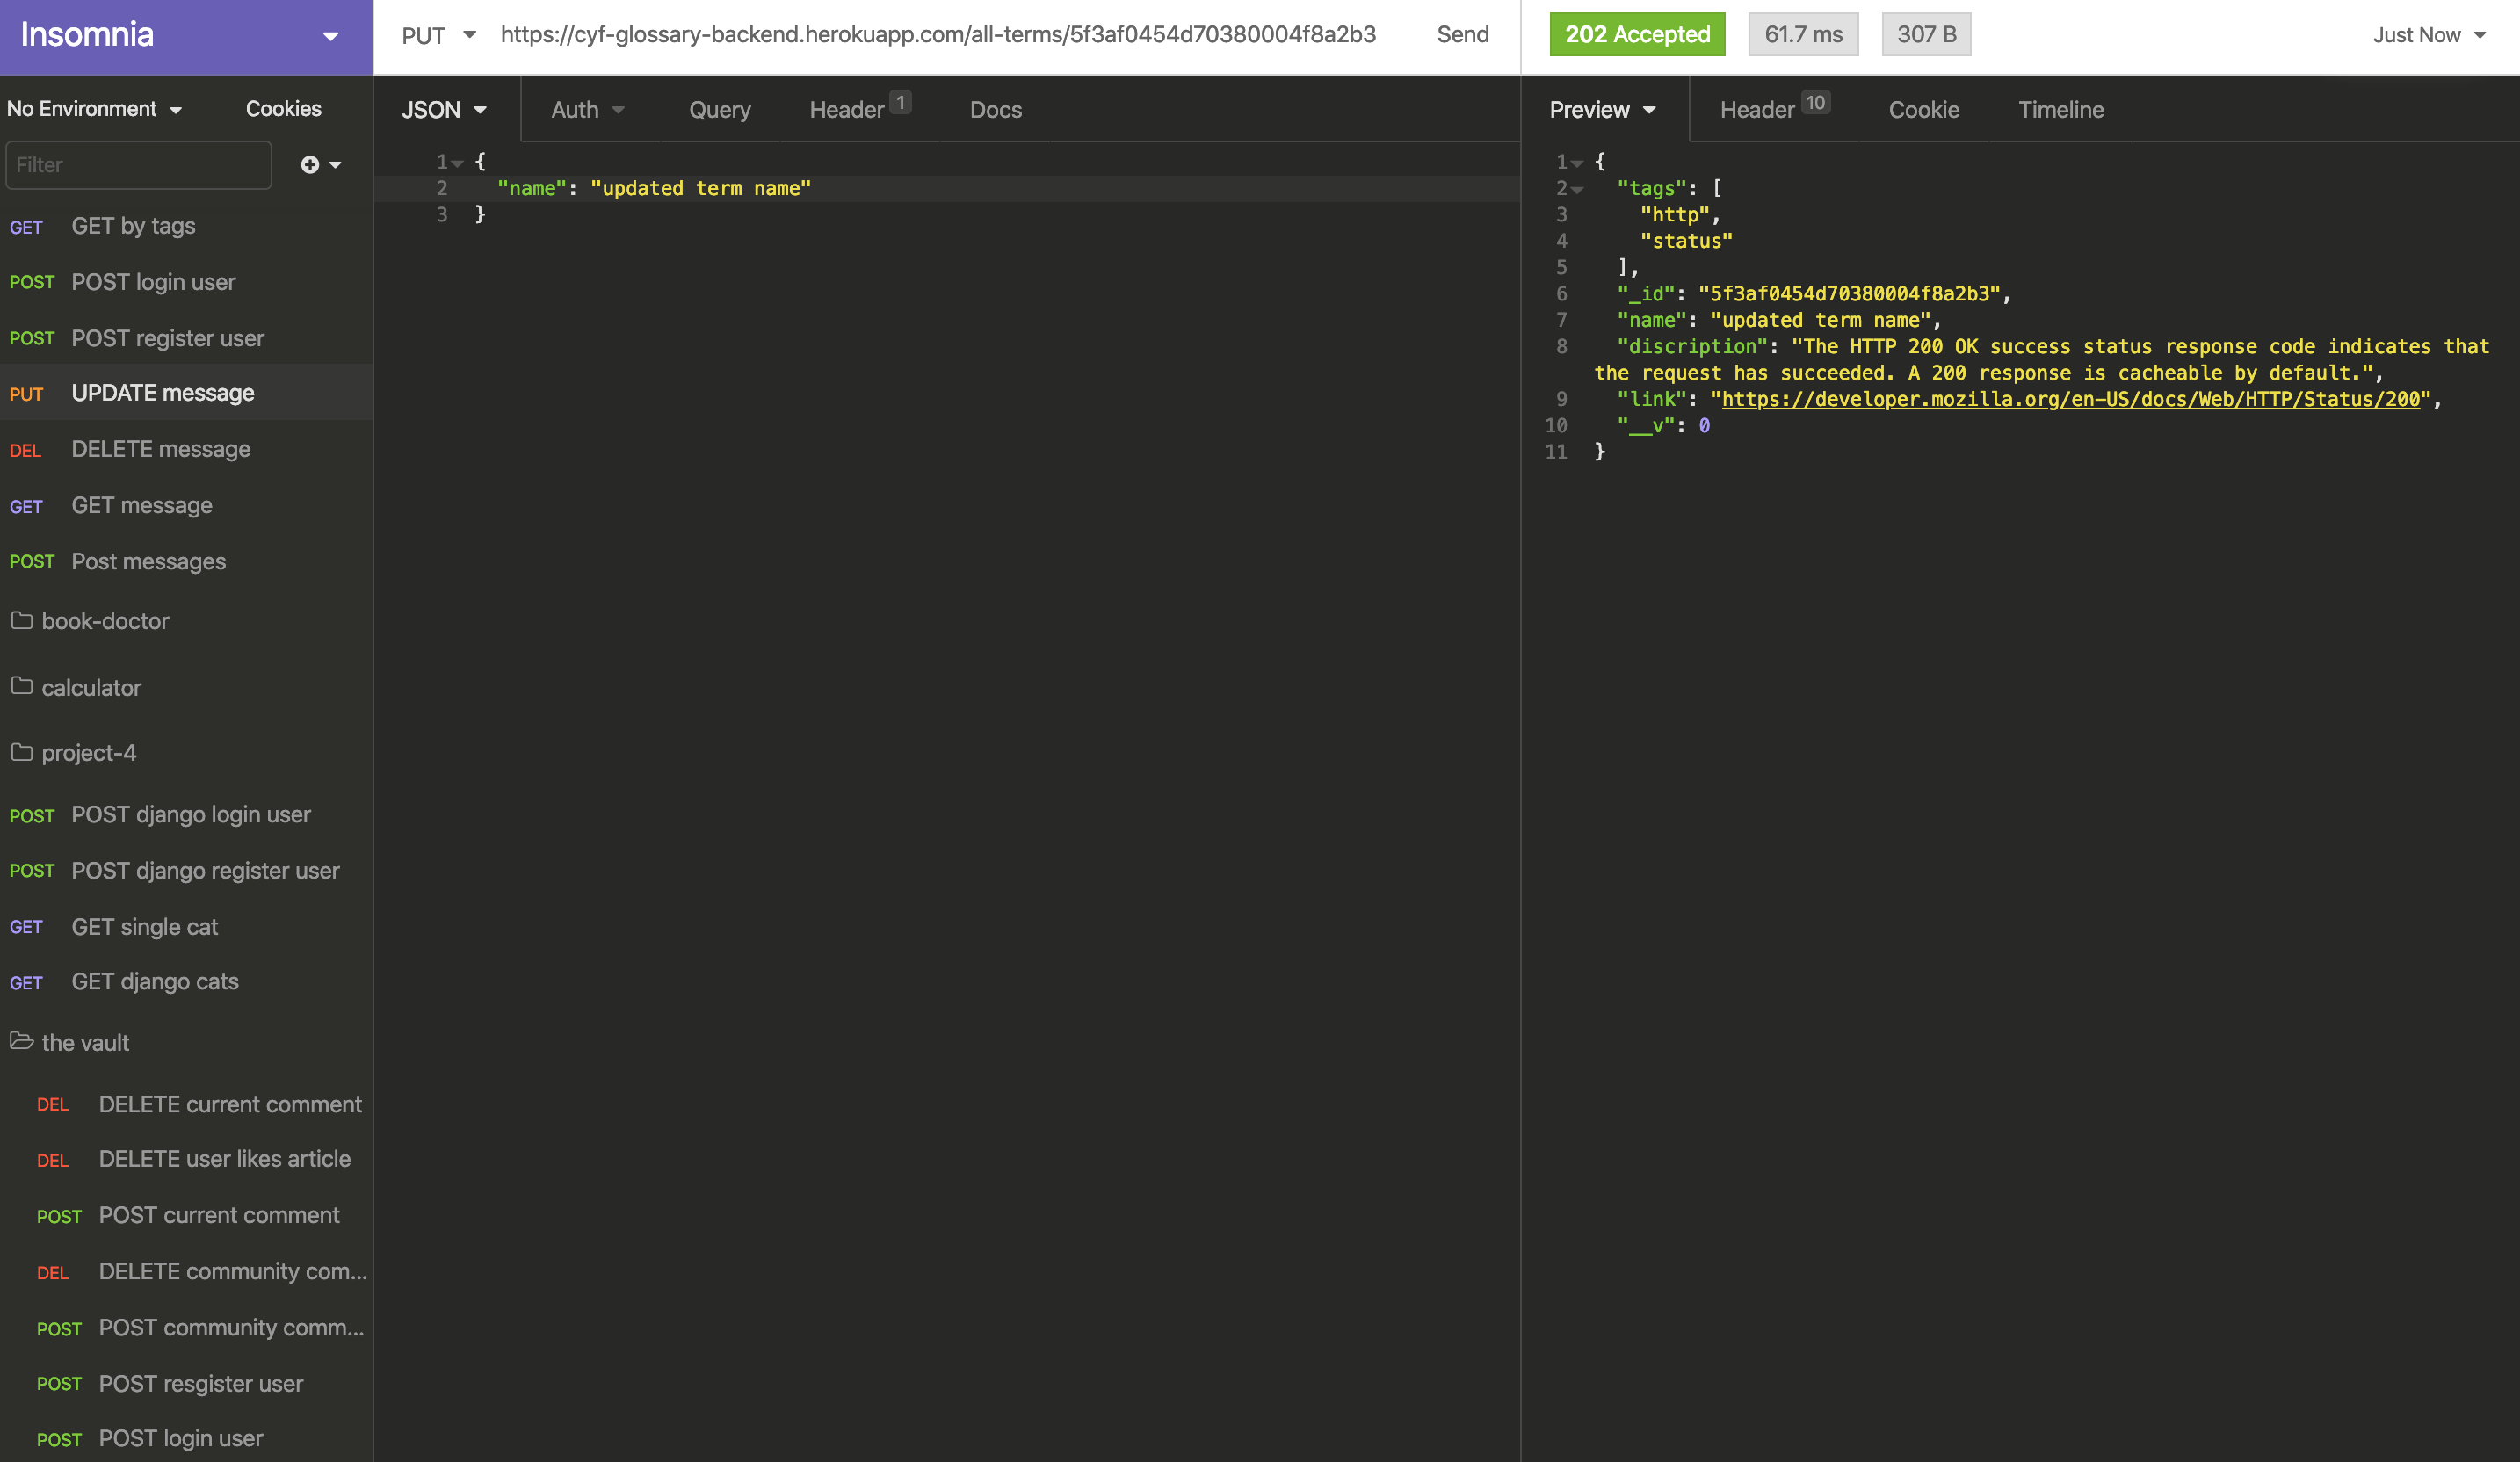 Insomnia
PUT https://cyf-glossary-backend.herokuapp.com/all-terms/5f3af0454d70380004f8a2b3 Send
202 Accepted 61.7 ms 307 B Just Now
No Environment Cookies
Filter
GET GET by tags
POST POST login user
POST POST register user
PUT UPDATE message
DEL DELETE message
GET GET message
POST Post messages
book-doctor
calculator
project-4
POST POST django login user
POST POST django register user
GET GET single cat
GET GET django cats
the vault
DEL DELETE current comment
DEL DELETE user likes article
POST POST current comment
DEL DELETE community com...
POST POST community comm...
POST POST resgister user
POST POST login user
JSON Auth Query Header 1 Docs
1 {
2 "name": "updated term name"
3 }
Preview Header 10 Cookie Timeline
1 {
2 "tags": [
3 "http",
4 "status"
5 ],
6 "_id": "5f3af0454d70380004f8a2b3",
7 "name": "updated term name",
8 "discription": "The HTTP 200 OK success status response code indicates that
the request has succeeded. A 200 response is cacheable by default.",
9 "link": "https://developer.mozilla.org/en-US/docs/Web/HTTP/Status/200",
10 "__v": 0
11 }